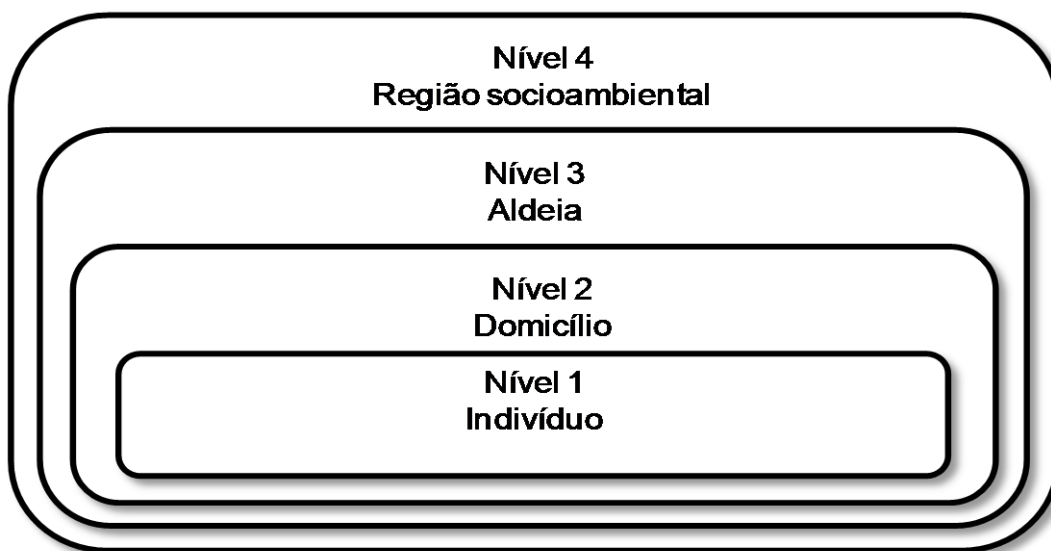 Nível 4
Região socioambiental
Nível 3
Aldeia
Nível 2
Domicílio
Nível 1
Indivíduo